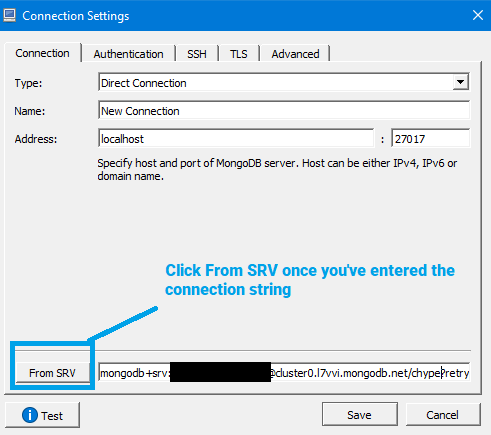 Connection Settings
Connection Authentication SSH TLS Advanced
Type: Direct Connection
Name: New Connection
Address: localhost : 27017
Specify host and port of MongoDB server. Host can be either IPv4, IPv6 or
domain name.
Click From SRV once you've entered the
connection string
From SRV mongodb+srv: @cluster0.l7vvi.mongodb.net/chype?retry
Test Save Cancel